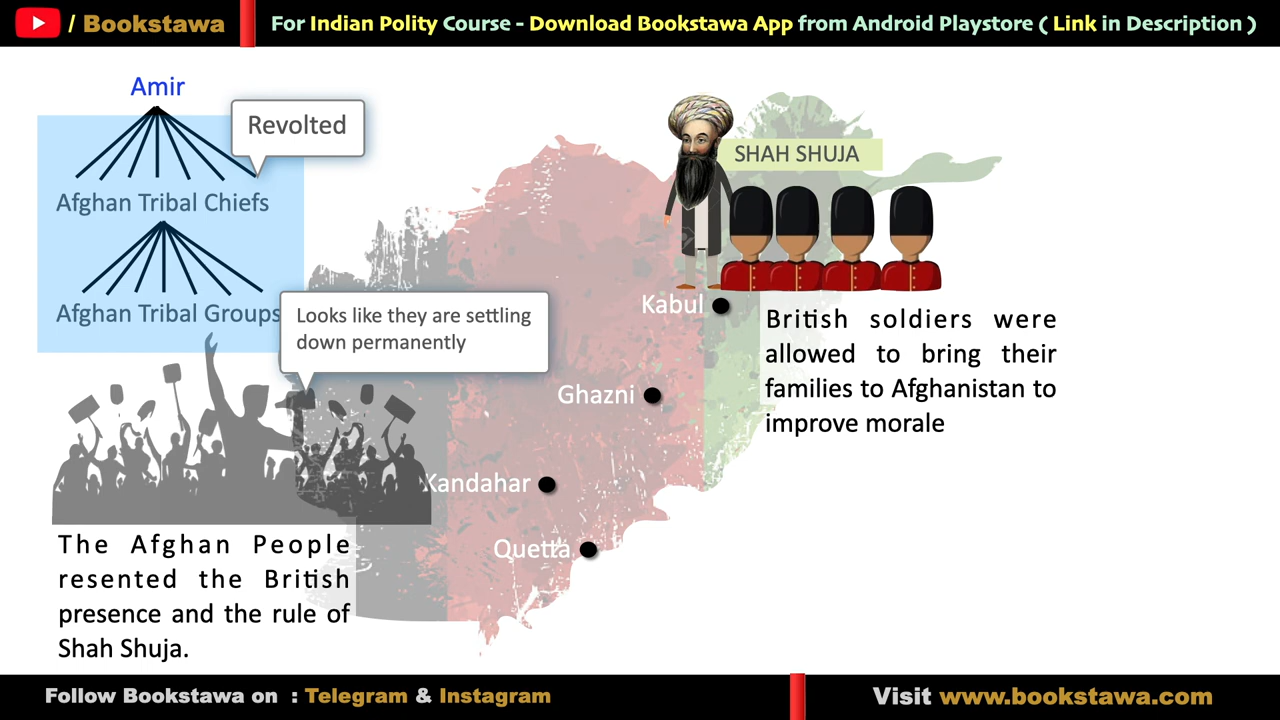 / Bookstawa
For Indian Polity Course - Download Bookstawa App from Android Playstore ( Link in Description )
Amir
Revolted
Afghan Tribal Chiefs
Afghan Tribal Groups
Looks like they are settling
down permanently
The Afghan People
resented the British
presence and the rule of
Shah Shuja.
SHAH SHUJA
Kabul
Ghazni
Kandahar
Quetta
British soldiers were
allowed to bring their
families to Afghanistan to
improve morale
Follow Bookstawa on : Telegram & Instagram
Visit www.bookstawa.com